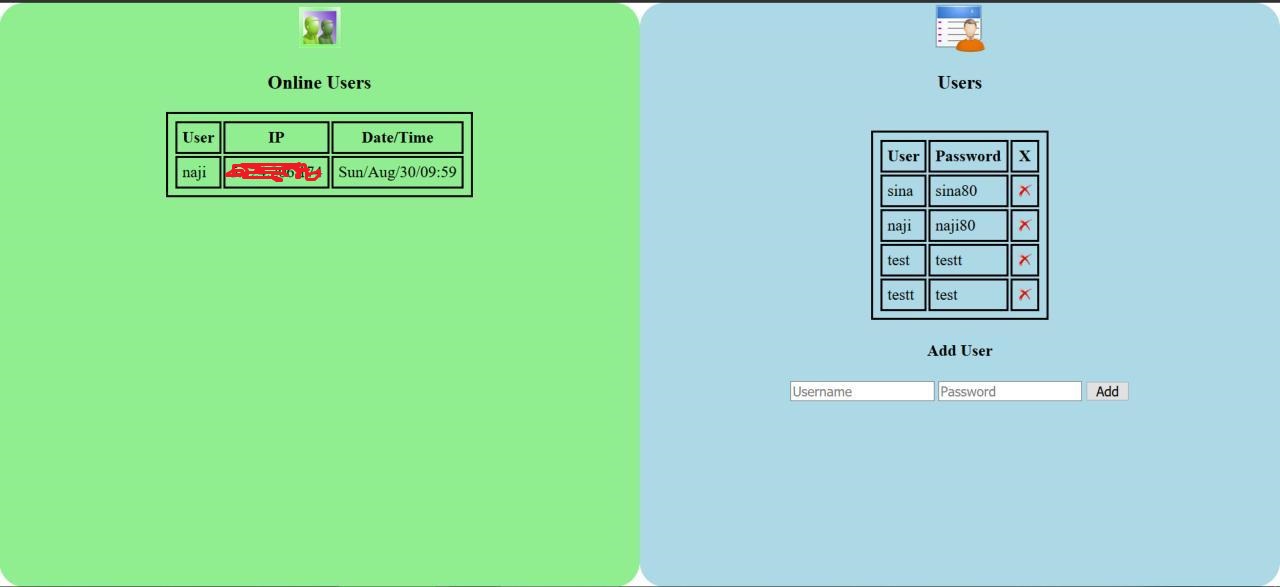 Online Users
User IP Date/Time
naji Sun/Aug/30/09:59
Users
User Password X
sina sina80
naji naji80
test testt
testt test
Add User
Username Password Add